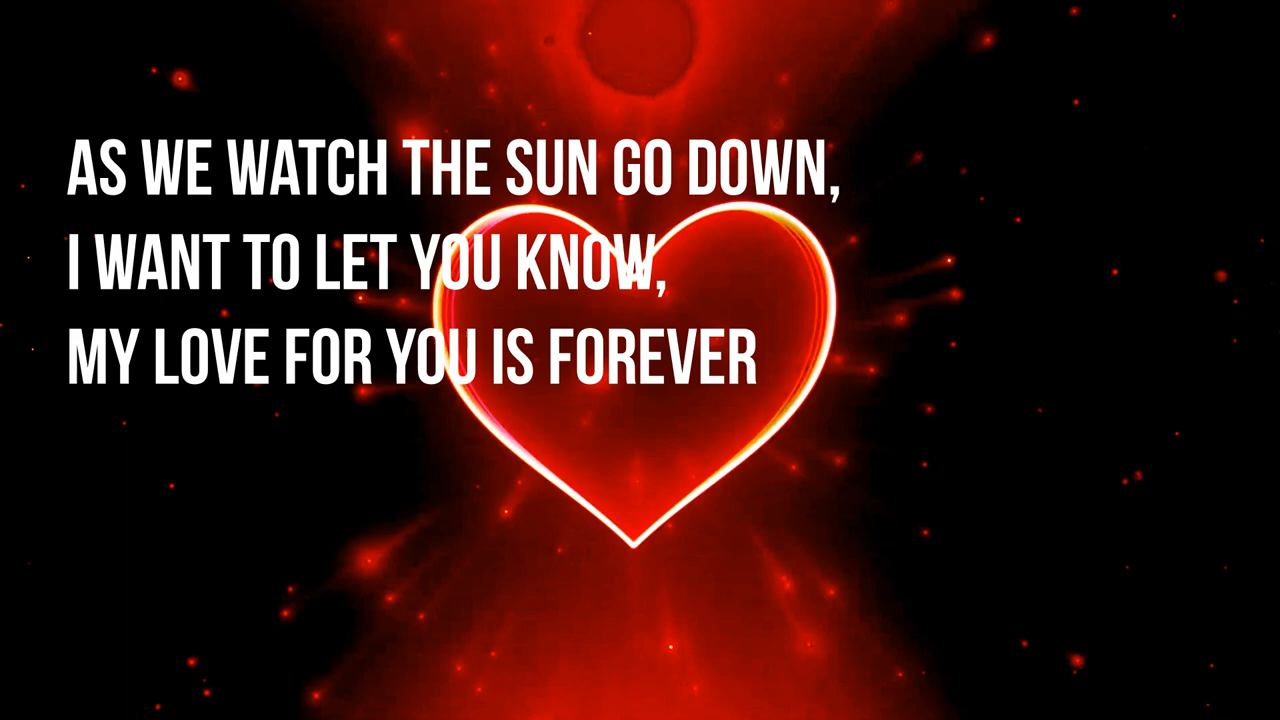 AS WE WATCH THE SUN GO DOWN,
I WANT TO LET YOU KNOW,
MY LOVE FOR YOU IS FOREVER